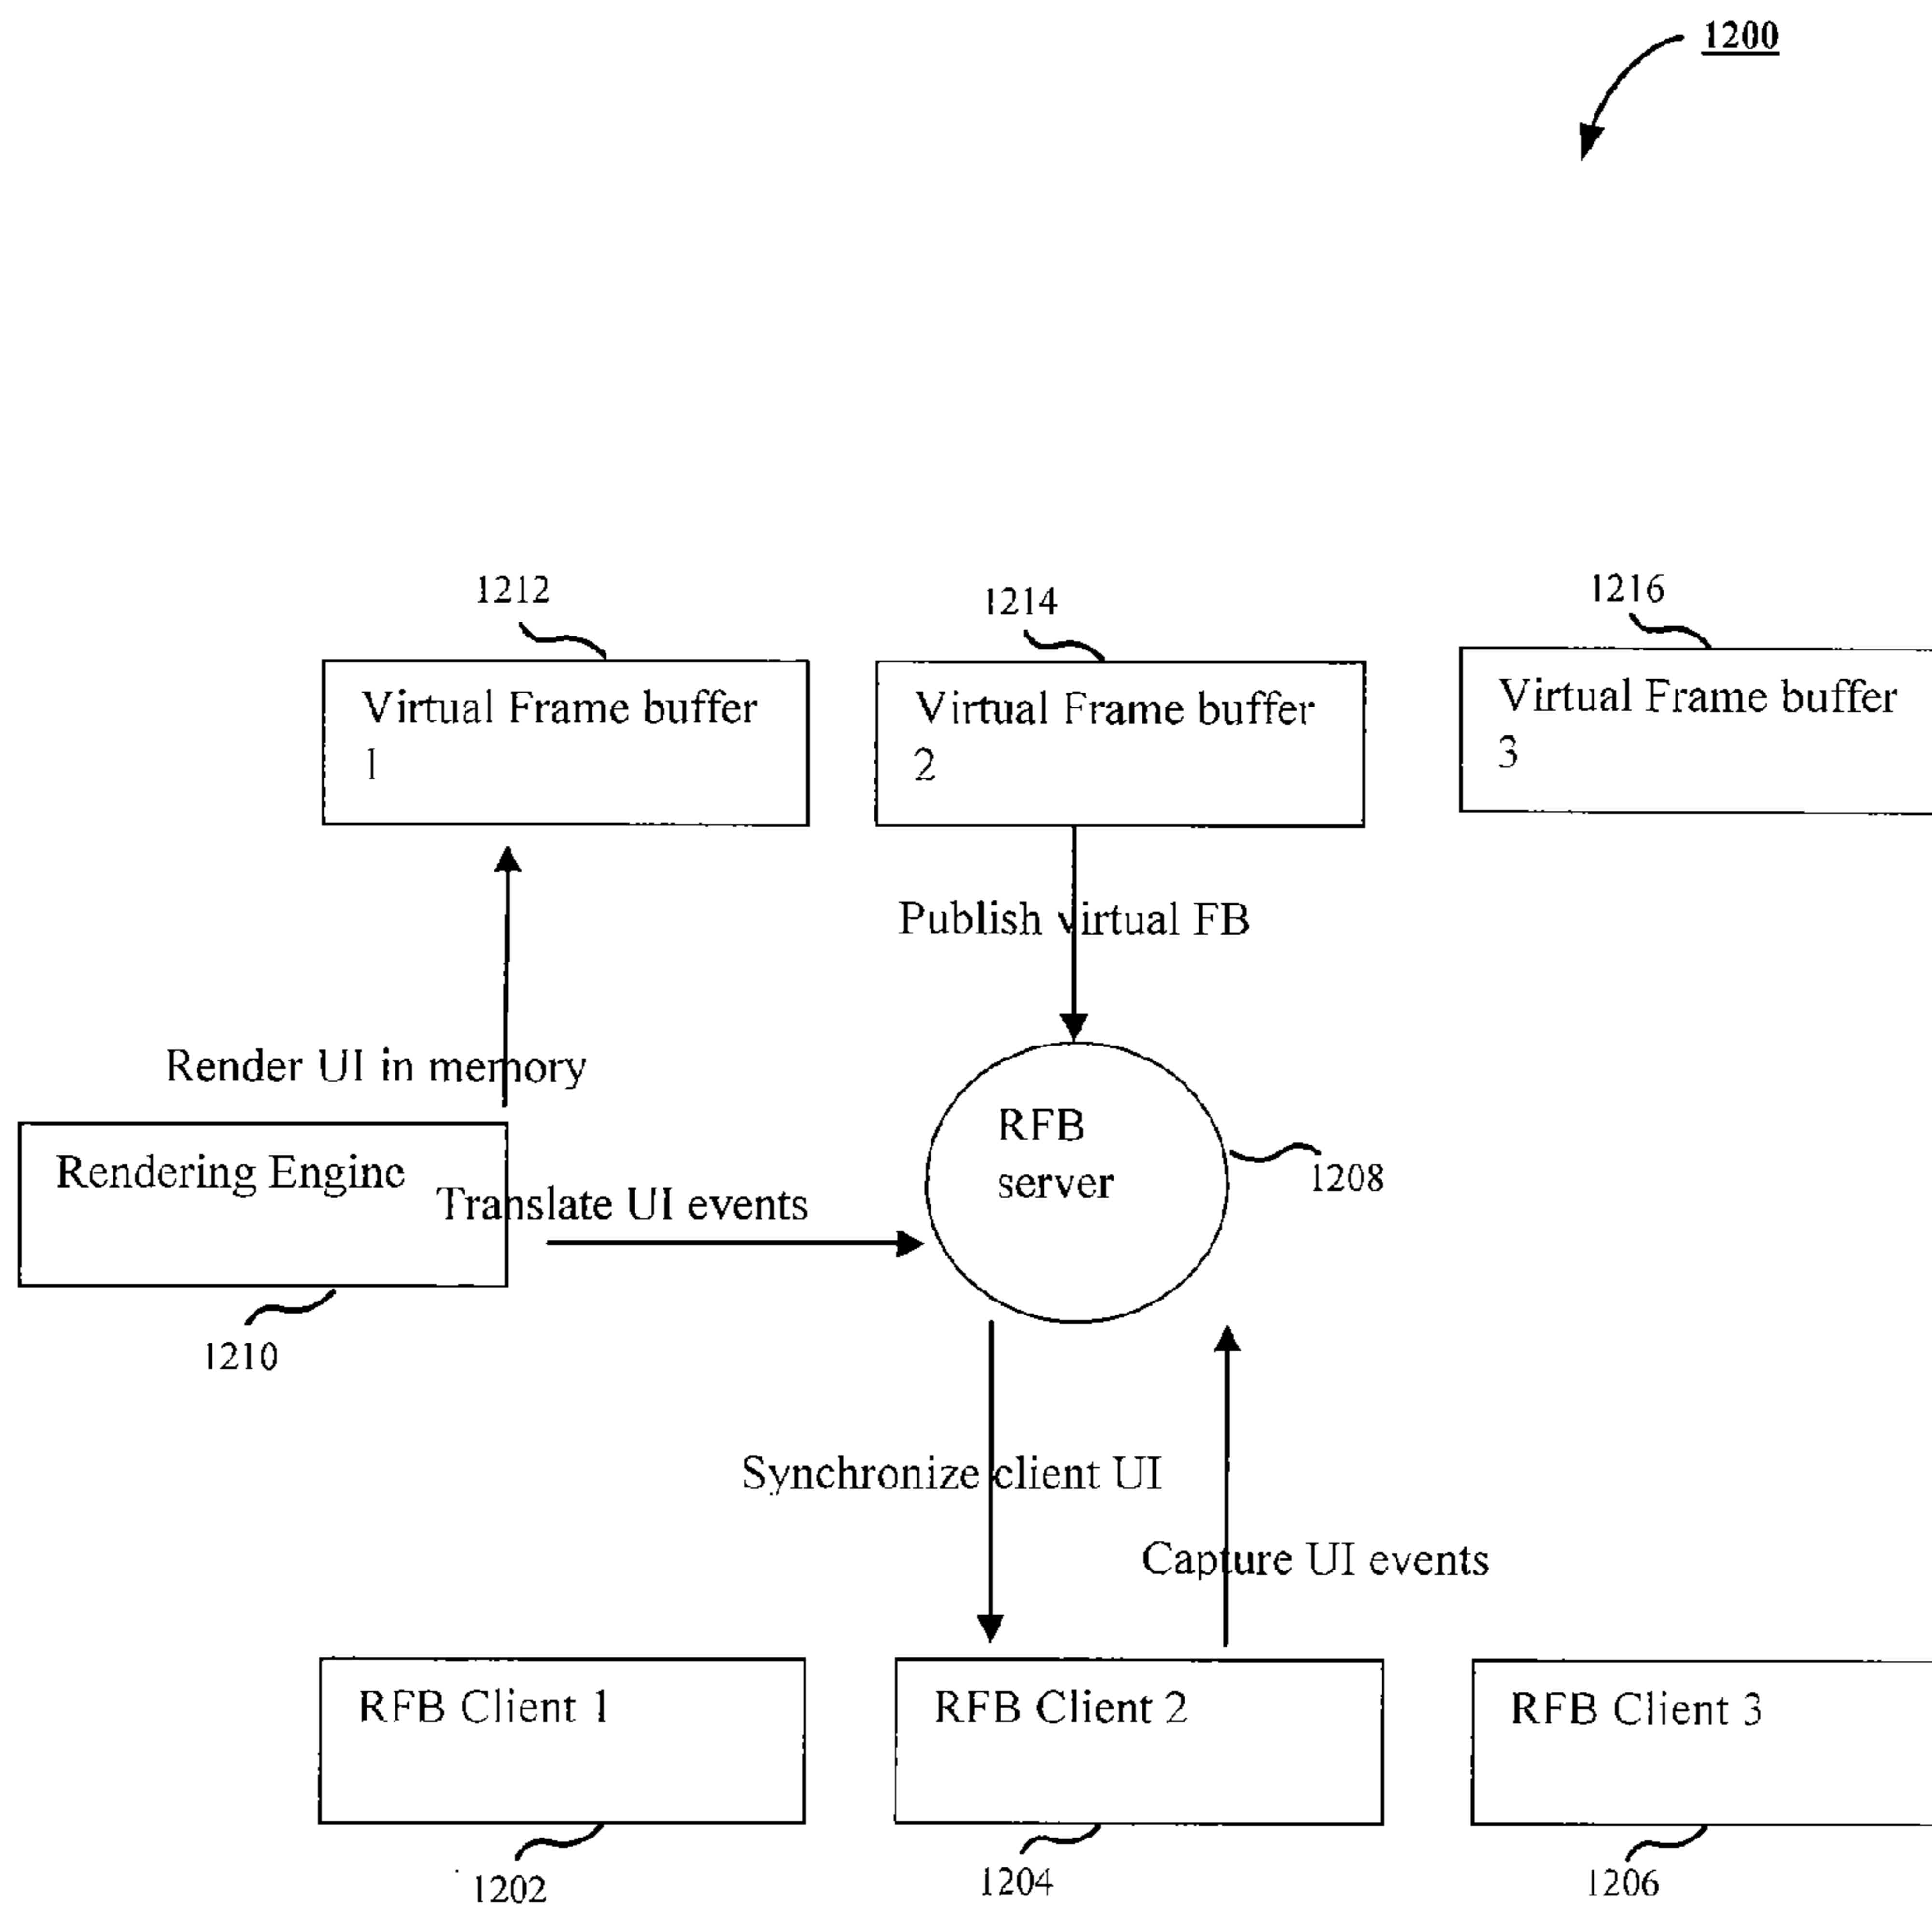 1200
1212
1214
1216
Virtual Frame buffer
1
Virtual Frame buffer
2
Virtual Frame buffer
3
Publish virtual FB
Render UI in memory
RFB
server
1208
Rendering Engine
Translate UI events
1210
Synchronize client UI
Capture UI events
RFB Client 1
RFB Client 2
RFB Client 3
1202
1204
1206